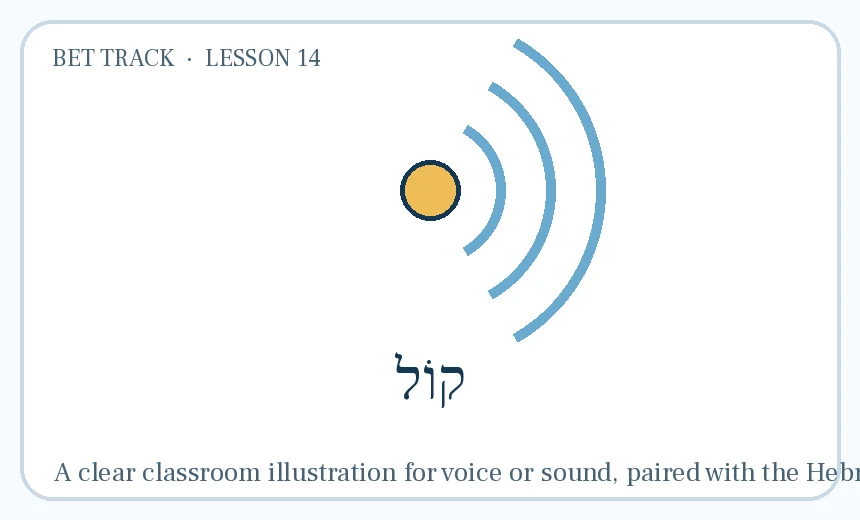 BET TRACK · LESSON 14
קוֹל
A clear classroom illustration for voice or sound, paired with the